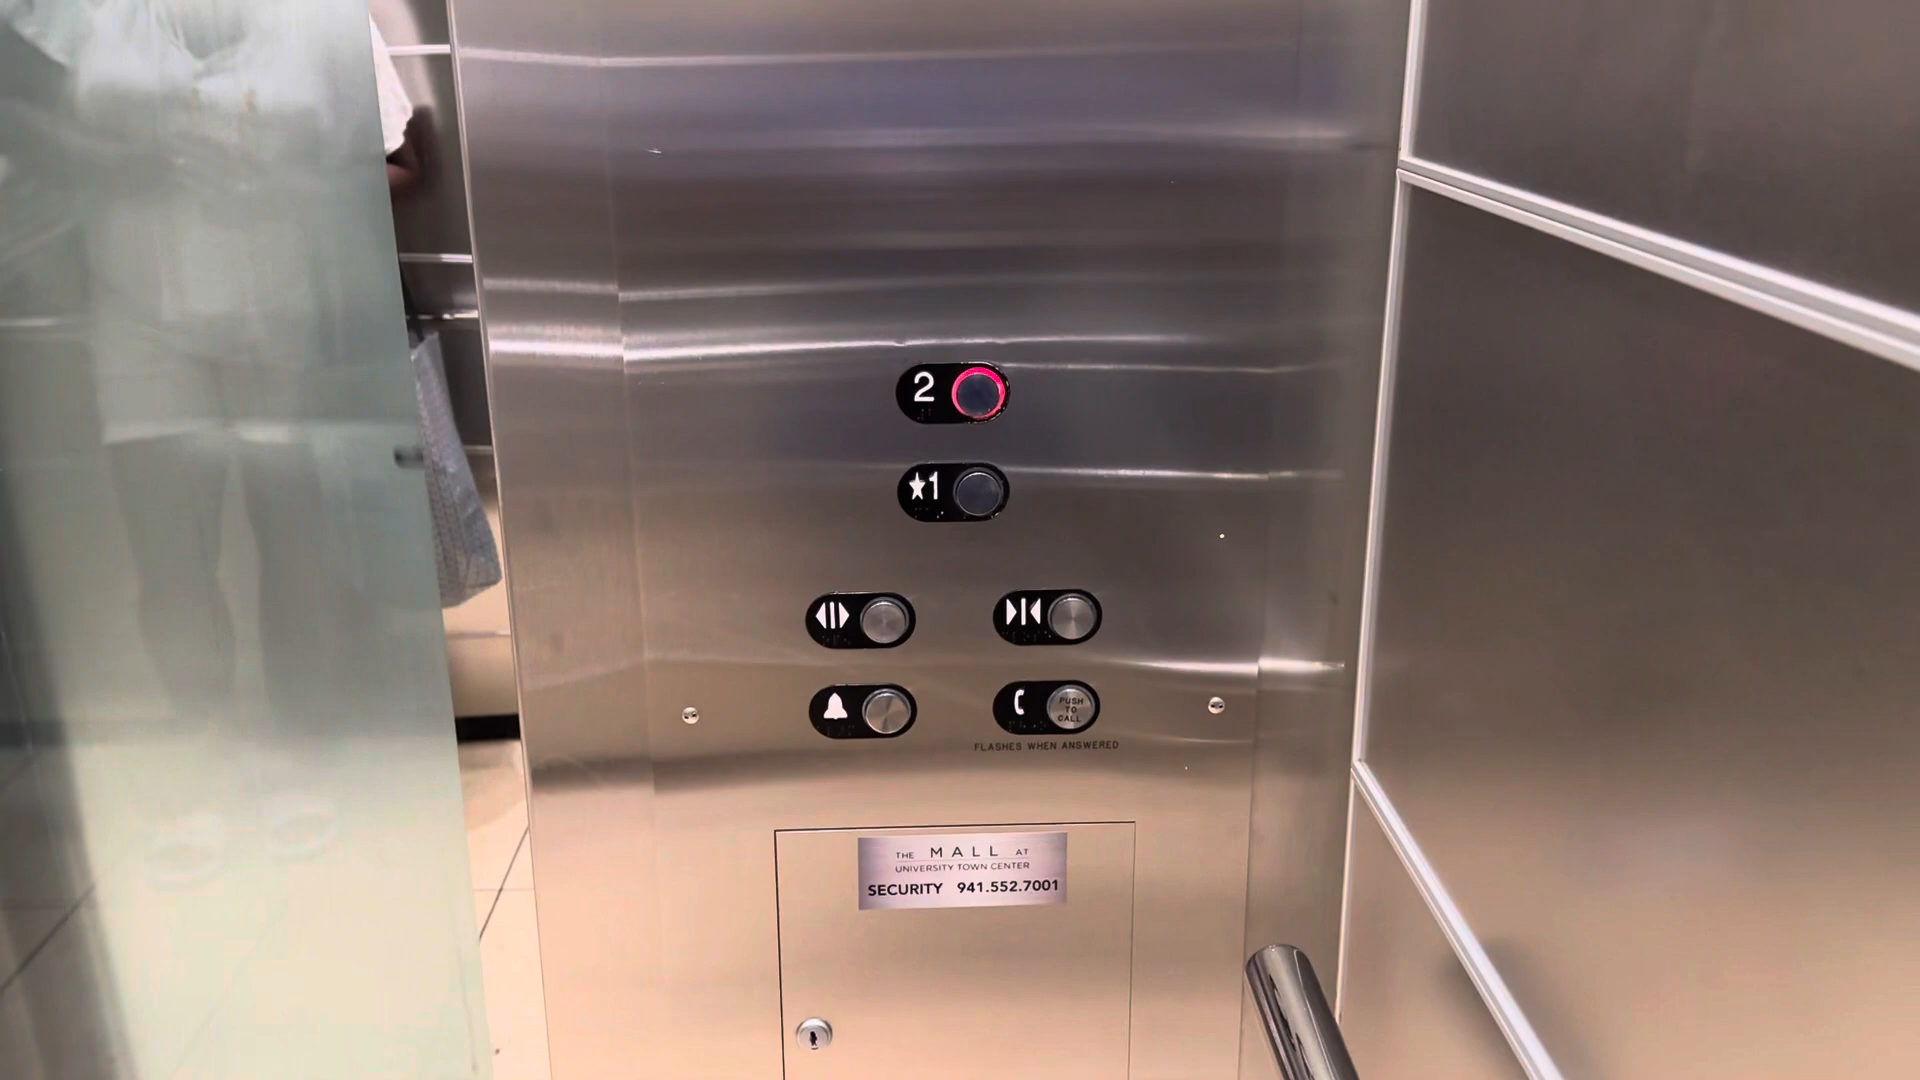 2
★1
PUSH
TO
CALL
FLASHES WHEN ANSWERED
THE MALL AT
UNIVERSITY TOWN CENTER
SECURITY 941.552.7001